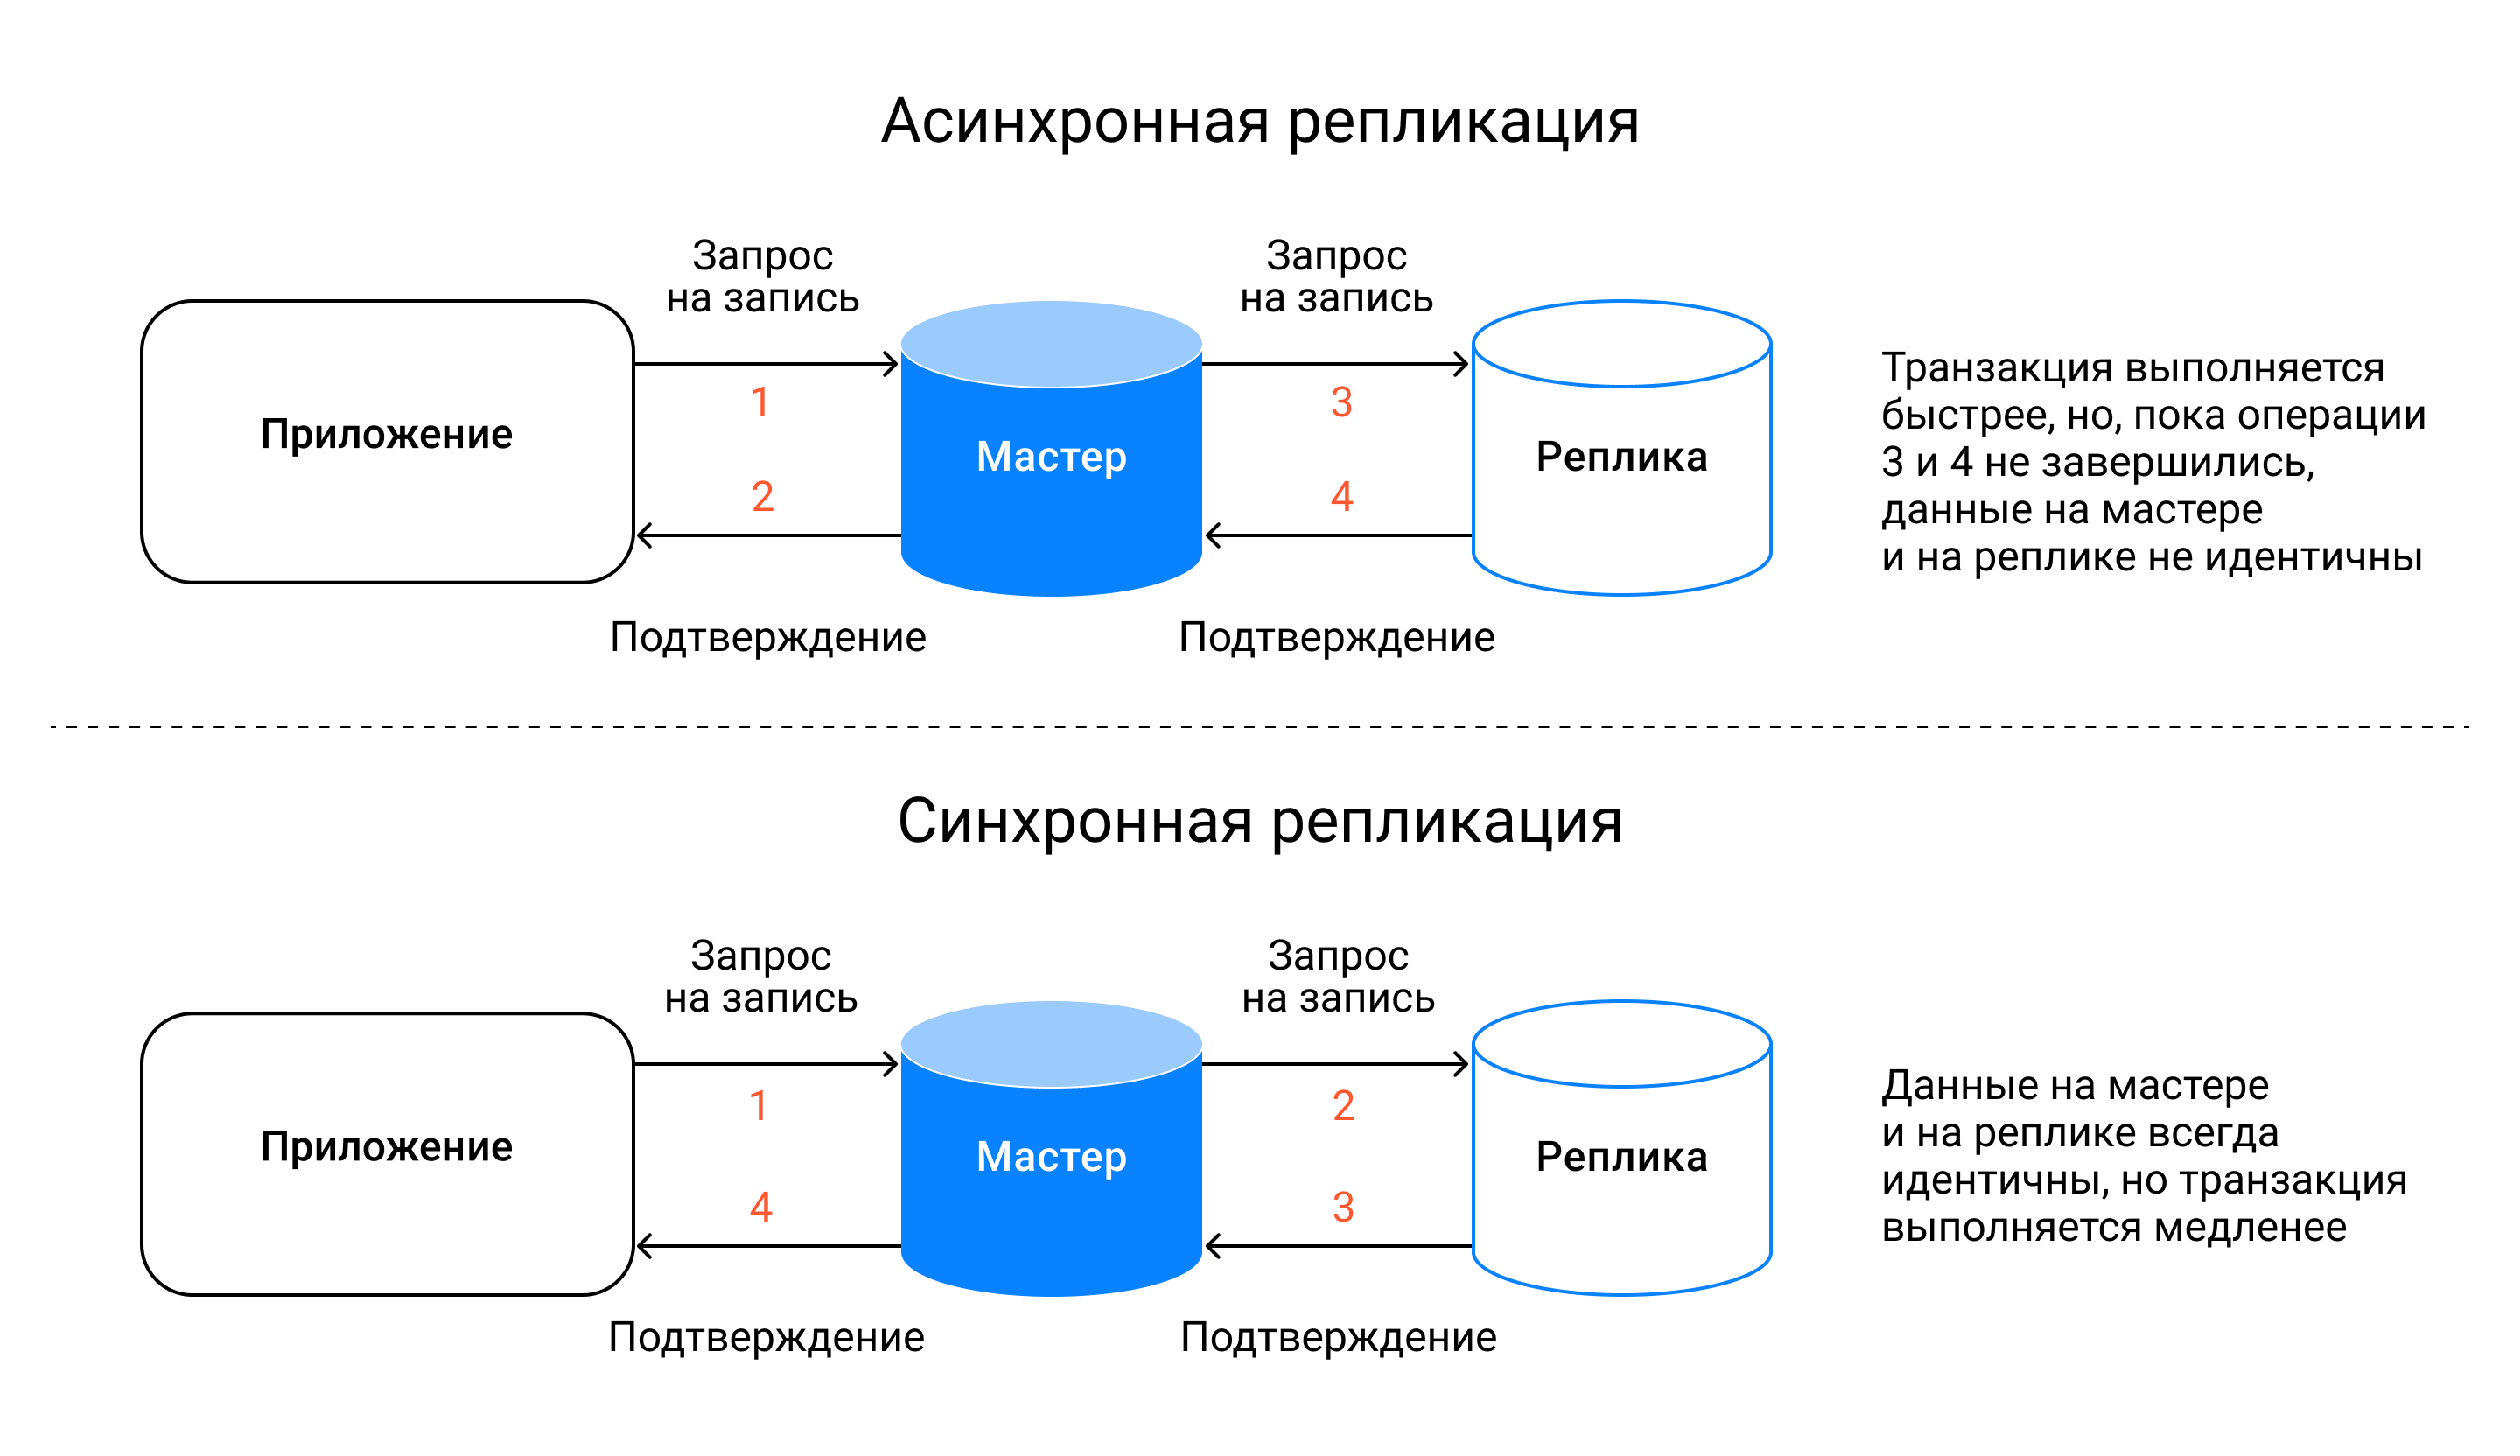 Асинхронная репликация
Запрос
на запись
Запрос
на запись
Приложение
1
2
Мастер
3
4
Реплика
Транзакция выполняется
быстрее, но, пока операции
3 и 4 не завершились,
данные на мастере
и на реплике не идентичны
Подтверждение
Подтверждение
Синхронная репликация
Запрос
на запись
Запрос
на запись
Приложение
1
4
Мастер
2
3
Реплика
Данные на мастере
и на реплике всегда
идентичны, но транзакция
выполняется медленее
Подтверждение
Подтверждение